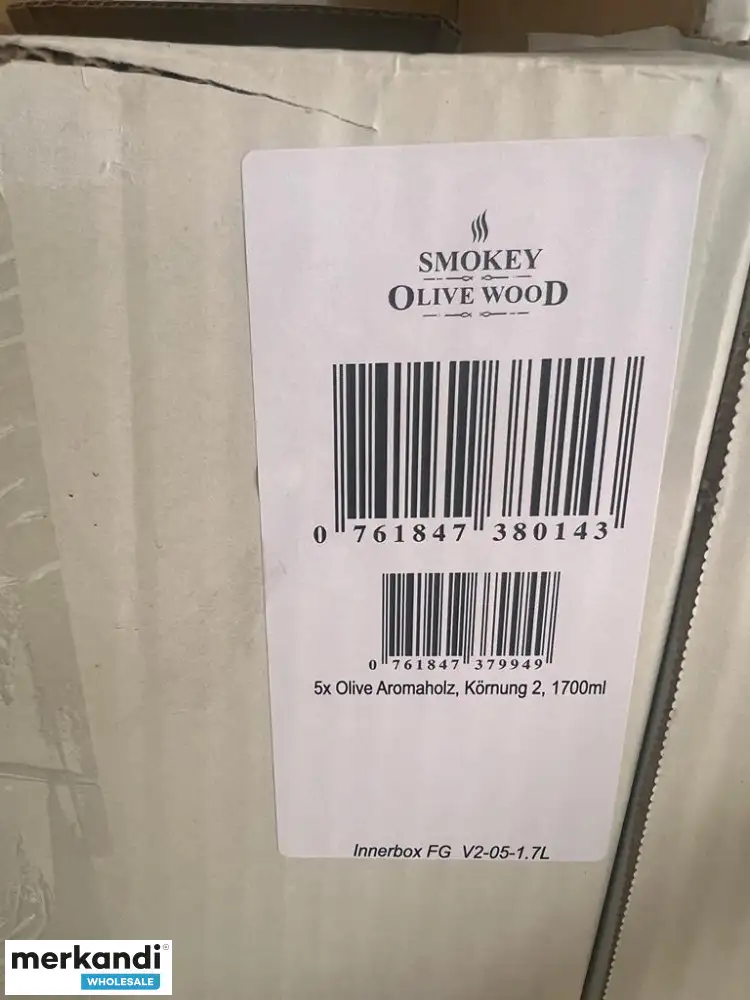 SMOKEY
OLIVE WOOD
0 761847 380143
0 761847 379949
5x Olive Aromaholz, Körnung 2, 1700ml
Innerbox FG V2-05-1.7L
merkandi®
WHOLESALE